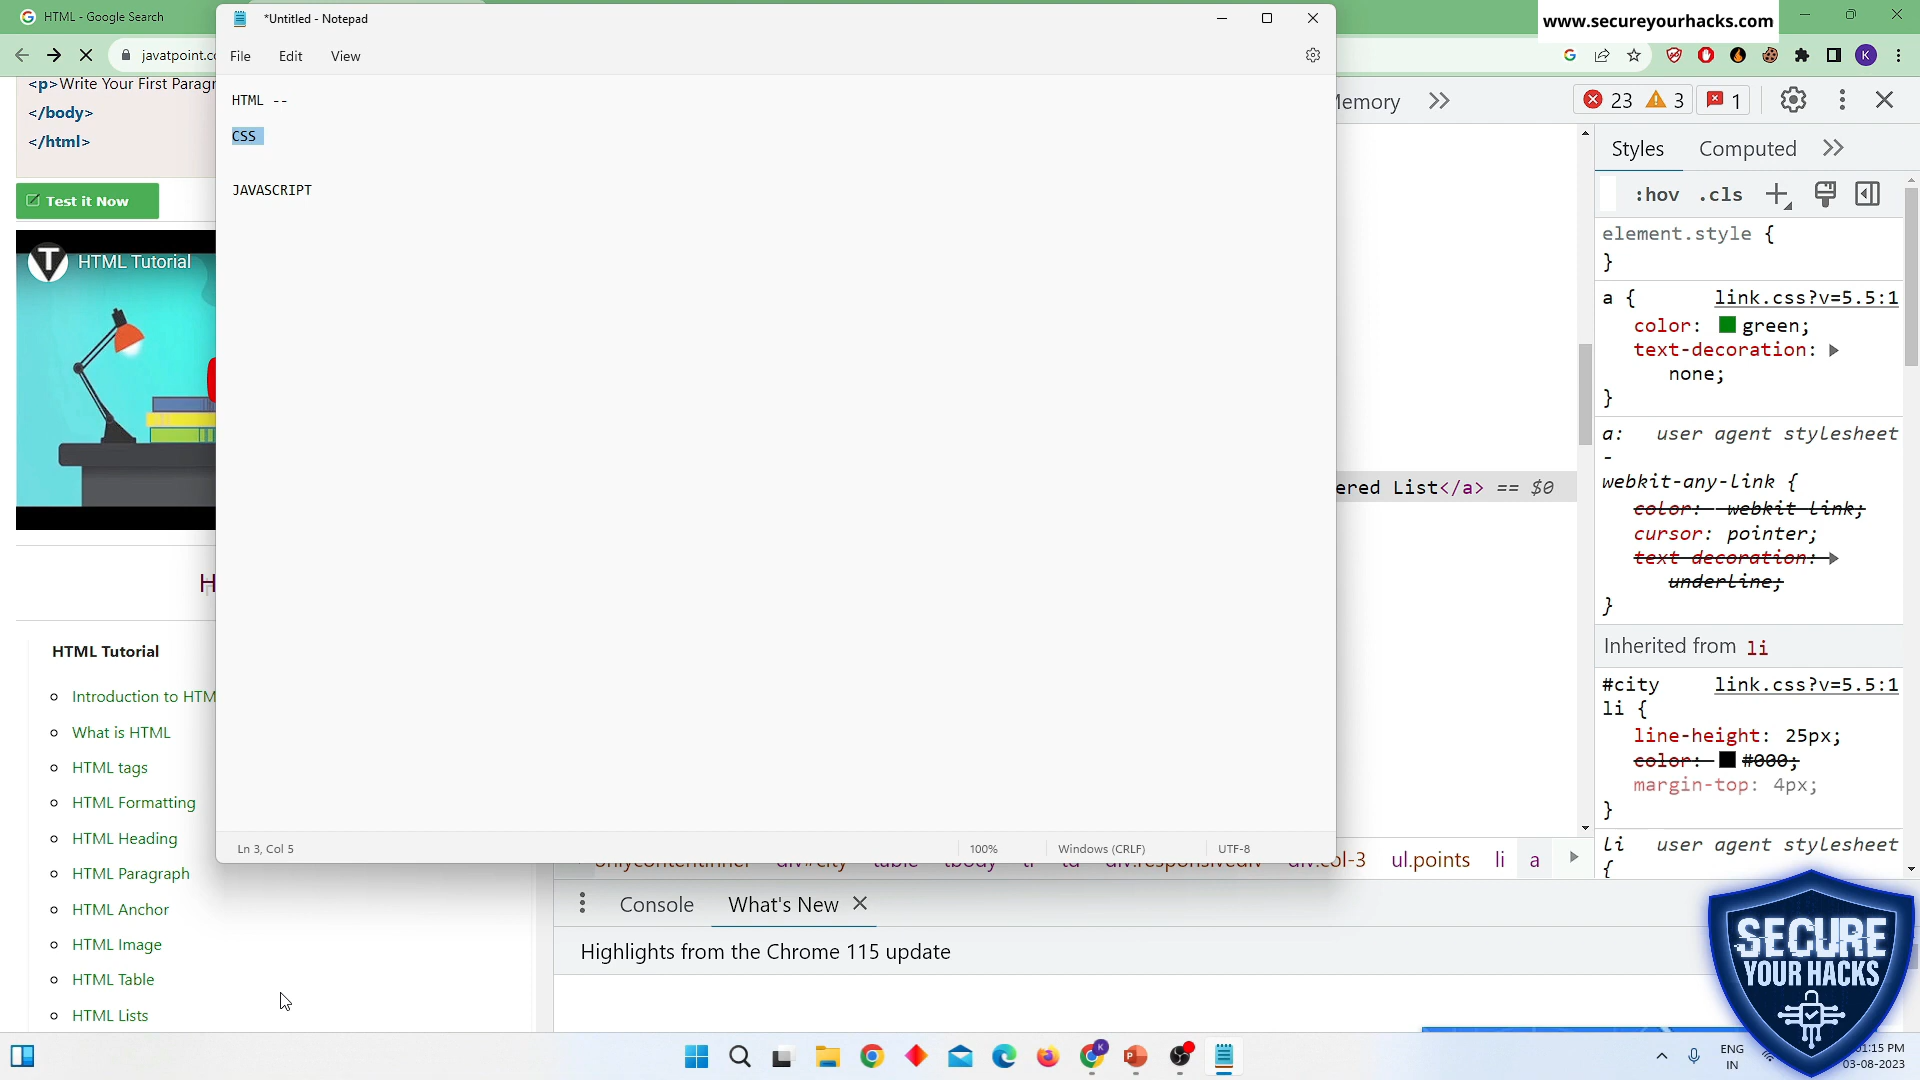 HTML - Google Search
*Untitled - Notepad
www.secureyourhacks.com
javatpoint.co
File Edit View
<p>Write Your First Paragr
</body>
</html>
Test it Now
HTML Tutorial
HTML Tutorial
Introduction to HTM
What is HTML
HTML tags
HTML Formatting
HTML Heading
HTML Paragraph
HTML Anchor
HTML Image
HTML Table
HTML Lists
HTML --
CSS
JAVASCRIPT
Ln 3, Col 5
100%
Windows (CRLF)
UTF-8
Memory
23 3 1
ered List</a> == $0
Styles Computed
:hov .cls
element.style {
}
a { link.css?v=5.5:1
color: green;
text-decoration:
none;
}
a: user agent stylesheet
-
webkit-any-link {
color: -webkit-link;
cursor: pointer;
text-decoration:
underline;
}
Inherited from li
#city link.css?v=5.5:1
li {
line-height: 25px;
color: #000;
margin-top: 4px;
}
li user agent stylesheet
{
ul.points li a
Console What's New
Highlights from the Chrome 115 update
SECURE
YOUR HACKS
ENG
IN
01:15 PM
03-08-2023